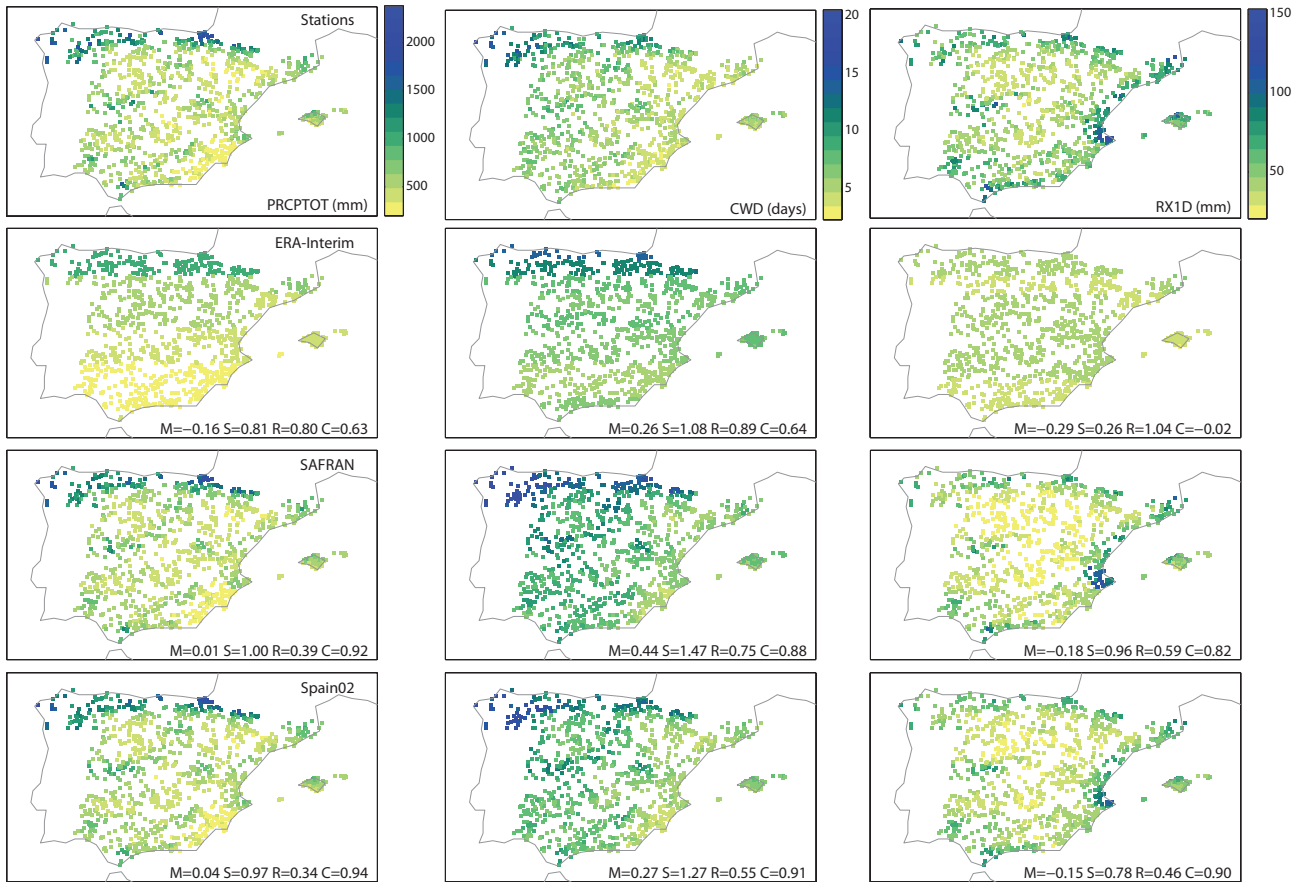 Stations
PRCPTOT (mm)
2000
1500
1000
500
CWD (days)
20
15
10
5
RX1D (mm)
150
100
50
ERA-Interim
M=−0.16 S=0.81 R=0.80 C=0.63
M=0.26 S=1.08 R=0.89 C=0.64
M=−0.29 S=0.26 R=1.04 C=−0.02
SAFRAN
M=0.01 S=1.00 R=0.39 C=0.92
M=0.44 S=1.47 R=0.75 C=0.88
M=−0.18 S=0.96 R=0.59 C=0.82
Spain02
M=0.04 S=0.97 R=0.34 C=0.94
M=0.27 S=1.27 R=0.55 C=0.91
M=−0.15 S=0.78 R=0.46 C=0.90